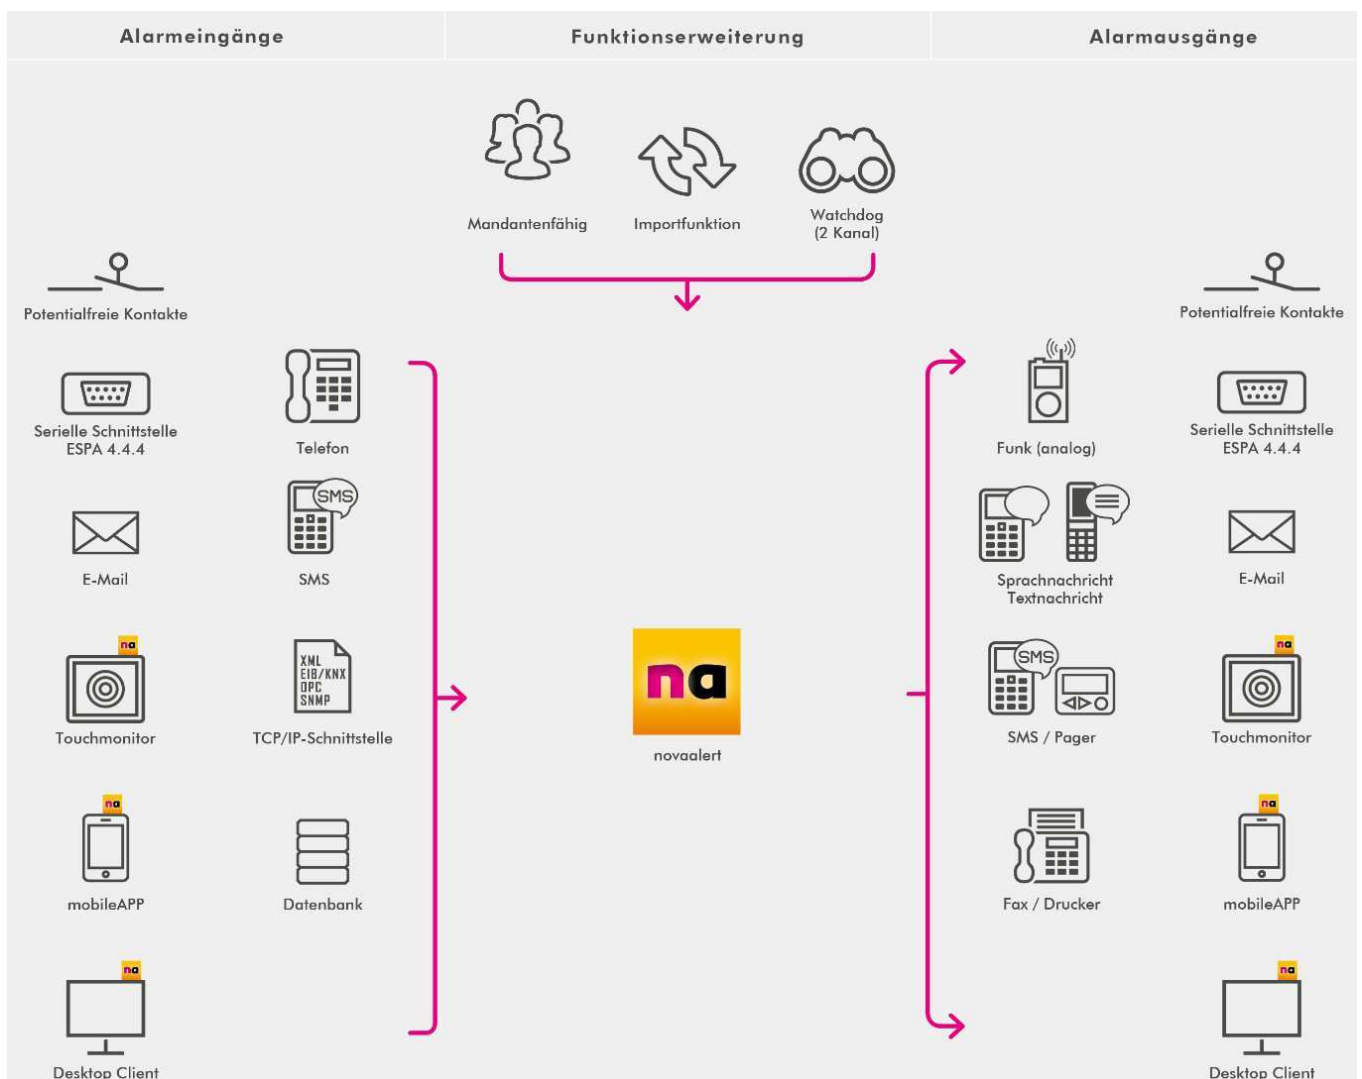 Alarmeingänge
Funktionserweiterung
Alarmausgänge
Mandantenfähig
Importfunktion
Watchdog
(2 Kanal)
Potentialfreie Kontakte
Serielle Schnittstelle
ESPA 4.4.4
Telefon
E-Mail
SMS
SMS
na
Touchmonitor
XML
EIB/KNX
OPC
SNMP
TCP/IP-Schnittstelle
na
mobileAPP
Datenbank
na
Desktop Client
na
novaalert
Potentialfreie Kontakte
Funk (analog)
Serielle Schnittstelle
ESPA 4.4.4
Sprachnachricht
Textnachricht
E-Mail
SMS
SMS / Pager
na
Touchmonitor
Fax / Drucker
na
mobileAPP
na
Desktop Client